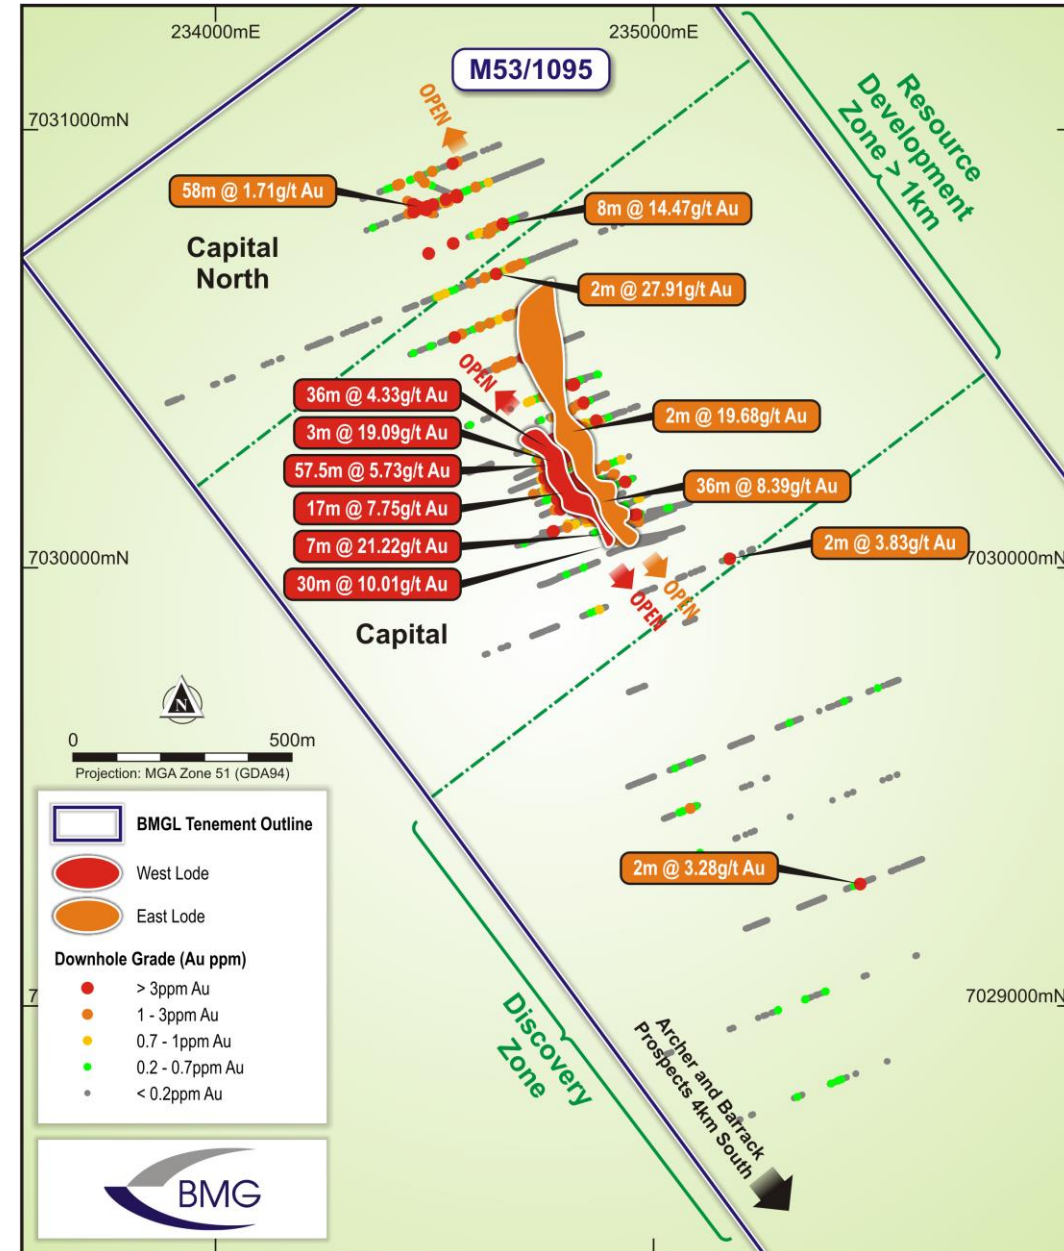 234000mE
235000mE
M53/1095
7031000mN
OPEN
Resource
Development
Zone > 1km
58m @ 1.71g/t Au
8m @ 14.47g/t Au
Capital
North
2m @ 27.91g/t Au
OPEN
36m @ 4.33g/t Au
3m @ 19.09g/t Au
57.5m @ 5.73g/t Au
17m @ 7.75g/t Au
7m @ 21.22g/t Au
30m @ 10.01g/t Au
2m @ 19.68g/t Au
36m @ 8.39g/t Au
2m @ 3.83g/t Au
7030000mN
7030000mN
OPEN
OPEN
Capital
N
0 500m
Projection: MGA Zone 51 (GDA94)
BMGL Tenement Outline
West Lode
East Lode
Downhole Grade (Au ppm)
> 3ppm Au
1 - 3ppm Au
0.7 - 1ppm Au
0.2 - 0.7ppm Au
< 0.2ppm Au
2m @ 3.28g/t Au
7
7029000mN
Discovery
Zone
Archer and Barrack
Prospects 4km South
BMG